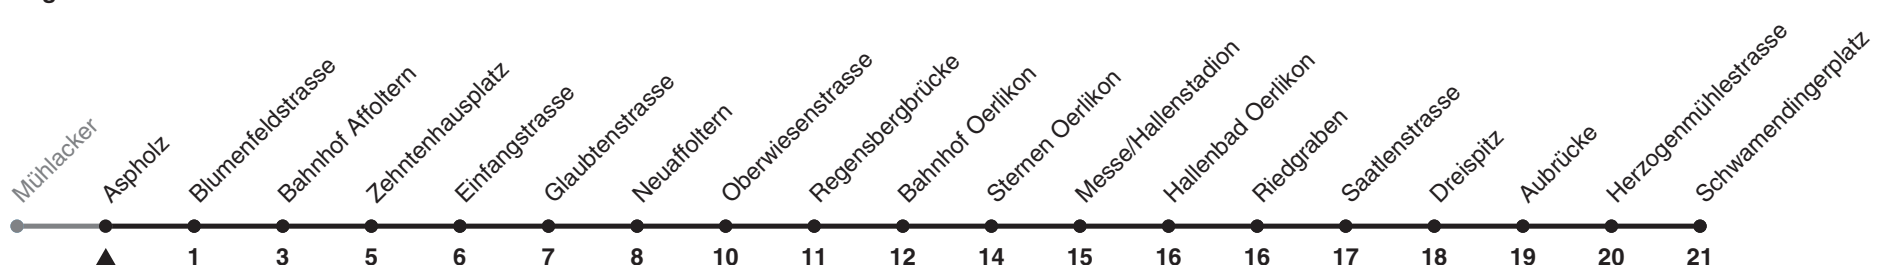 Mühlacker
Aspholz
Blumenfeldstrasse
Bahnhof Affoltern
Zehntenhausplatz
Einfangstrasse
Glaubtenstrasse
Neuaffoltern
Oberwiesenstrasse
Regensbergbrücke
Bahnhof Oerlikon
Sternen Oerlikon
Messe/Hallenstadion
Hallenbad Oerlikon
Riedgraben
Saatlenstrasse
Dreispitz
Aubrücke
Herzogenmühlestrasse
Schwamendingerplatz
1 3 5 6 7 8 10 11 12 14 15 16 16 17 18 19 20 21